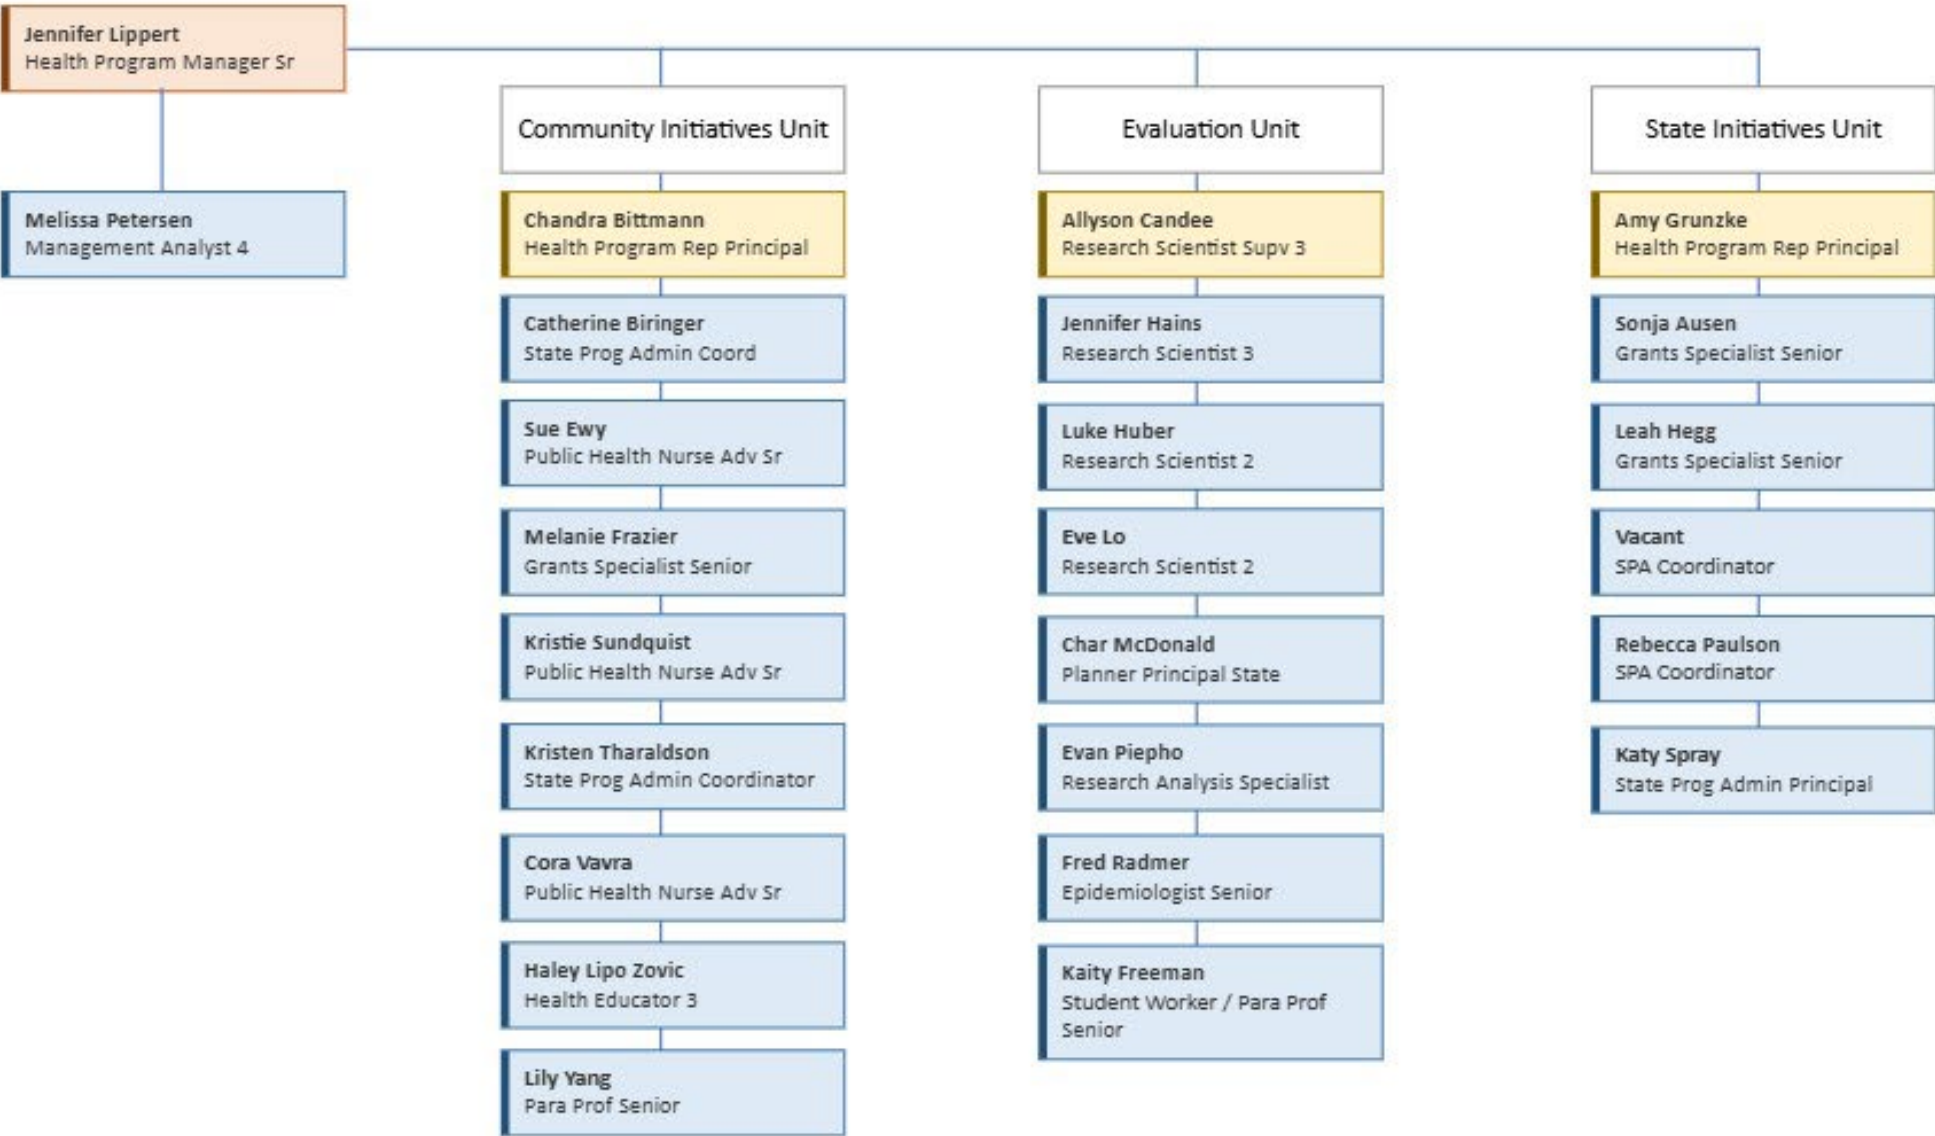 Jennifer Lippert
Health Program Manager Sr
Melissa Petersen
Management Analyst 4
Community Initiatives Unit
Chandra Bittmann
Health Program Rep Principal
Catherine Biringer
State Prog Admin Coord
Sue Ewy
Public Health Nurse Adv Sr
Melanie Frazier
Grants Specialist Senior
Kristie Sundquist
Public Health Nurse Adv Sr
Kristen Tharaldson
State Prog Admin Coordinator
Cora Vavra
Public Health Nurse Adv Sr
Haley Lipo Zovic
Health Educator 3
Lily Yang
Para Prof Senior
Evaluation Unit
Allyson Candee
Research Scientist Supv 3
Jennifer Hains
Research Scientist 3
Luke Huber
Research Scientist 2
Eve Lo
Research Scientist 2
Char McDonald
Planner Principal State
Evan Piepho
Research Analysis Specialist
Fred Radmer
Epidemiologist Senior
Kaity Freeman
Student Worker / Para Prof
Senior
State Initiatives Unit
Amy Grunzke
Health Program Rep Principal
Sonja Ausen
Grants Specialist Senior
Leah Hegg
Grants Specialist Senior
Vacant
SPA Coordinator
Rebecca Paulson
SPA Coordinator
Katy Spray
State Prog Admin Principal